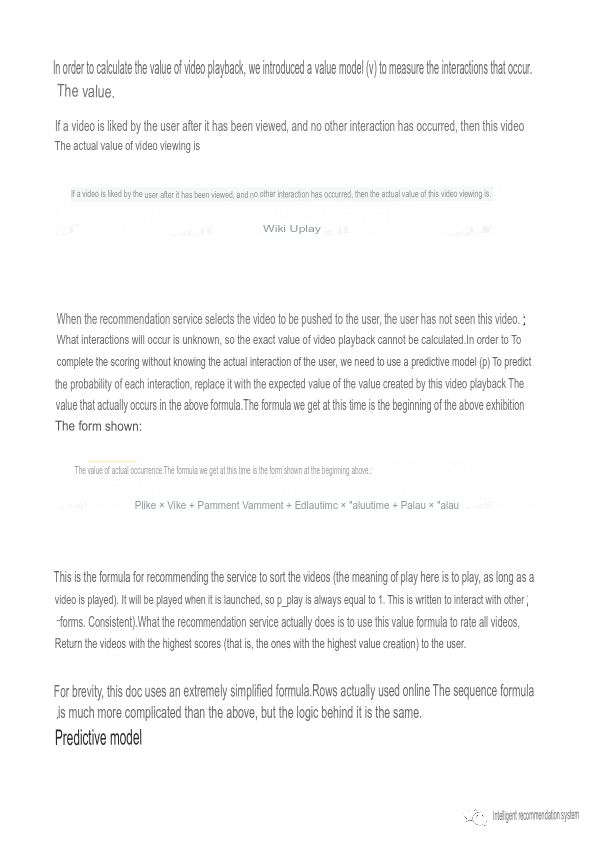 In order to calculate the value of video playback, we introduced a value model (v) to measure the interactions that occur.
The value.
If a video is liked by the user after it has been viewed, and no other interaction has occurred, then this video
The actual value of video viewing is
If a video is liked by the user after it has been viewed, and no other interaction has occurred, then the actual value of this video viewing is.
Wiki Uplay
When the recommendation service selects the video to be pushed to the user, the user has not seen this video. ;
What interactions will occur is unknown, so the exact value of video playback cannot be calculated.In order to To
complete the scoring without knowing the actual interaction of the user, we need to use a predictive model (p) To predict
the probability of each interaction, replace it with the expected value of the value created by this video playback The
value that actually occurs in the above formula.The formula we get at this time is the beginning of the above exhibition
The form shown:
The value of actual occurrence.The formula we get at this time is the form shown at the beginning above.:
Plike × Vike + Pamment Vamment + Edlautimc × "aluutime + Palau × "alau
This is the formula for recommending the service to sort the videos (the meaning of play here is to play, as long as a
video is played). It will be played when it is launched, so p_play is always equal to 1. This is written to interact with other ;
-forms. Consistent).What the recommendation service actually does is to use this value formula to rate all videos,
Return the videos with the highest scores (that is, the ones with the highest value creation) to the user.
For brevity, this doc uses an extremely simplified formula.Rows actually used online The sequence formula
.is much more complicated than the above, but the logic behind it is the same.
Predictive model
Intelligent recommendation system